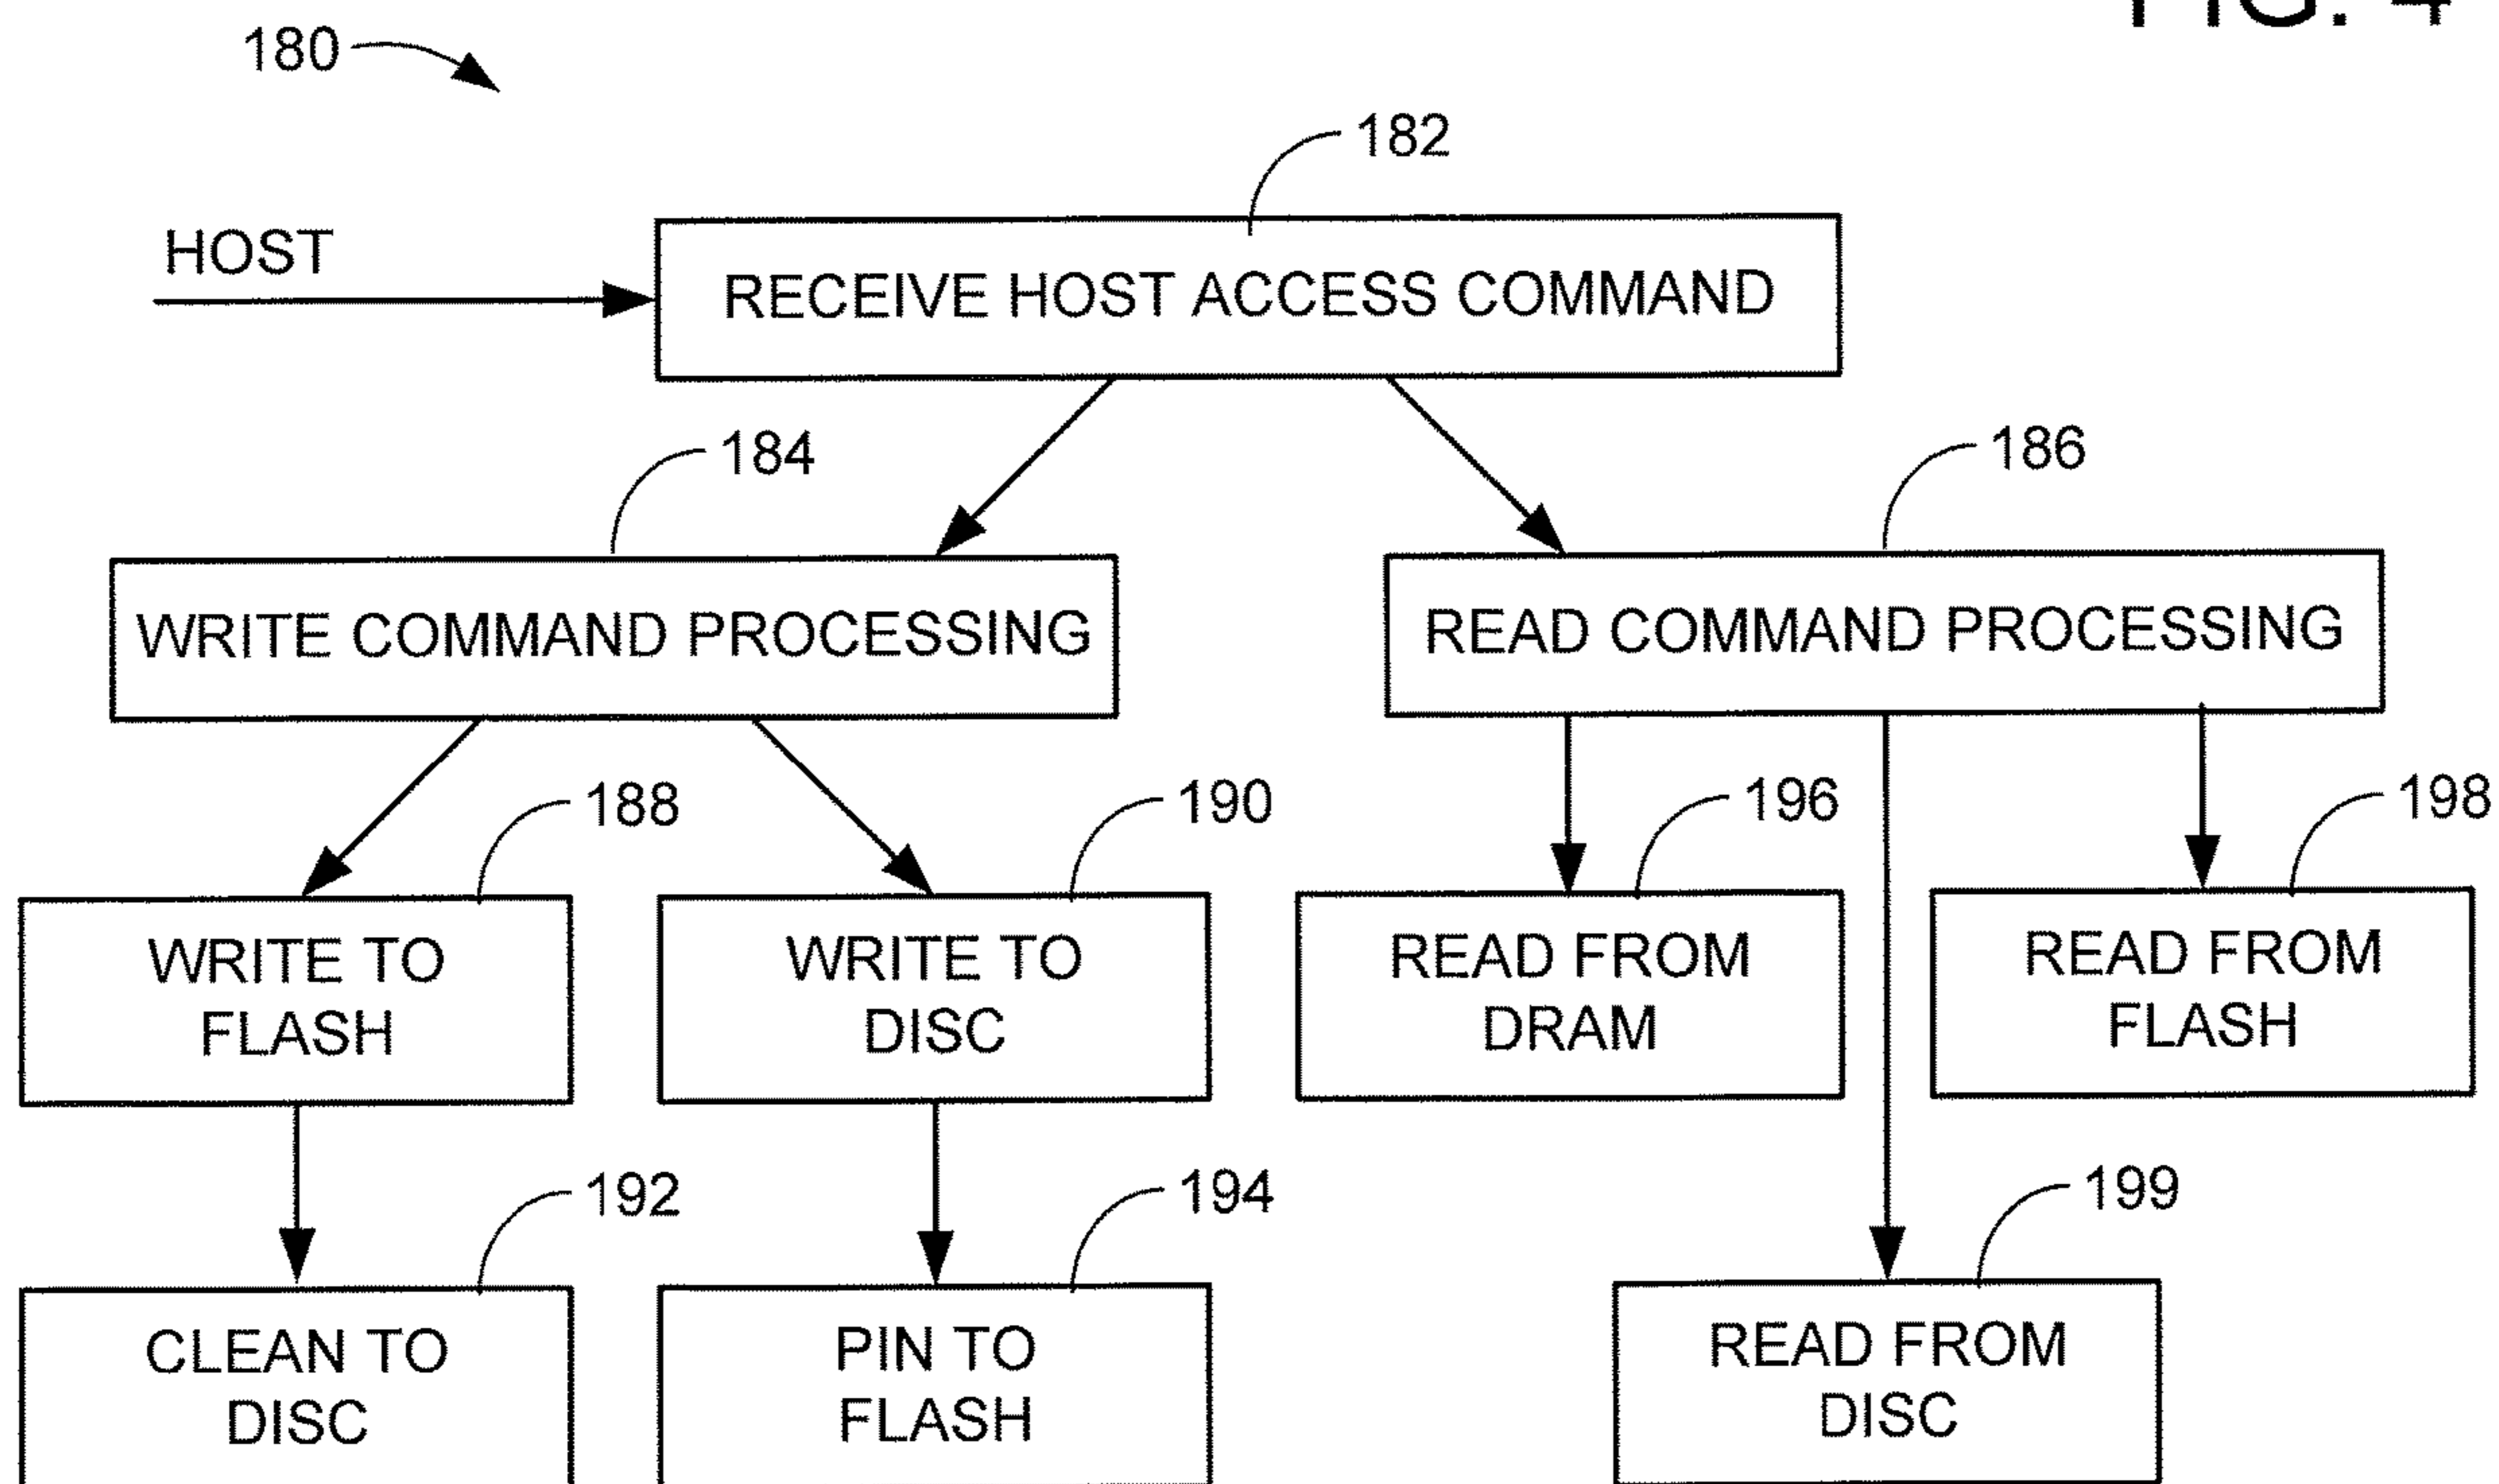 FIG. 4
180
182
HOST
RECEIVE HOST ACCESS COMMAND
184
186
WRITE COMMAND PROCESSING
READ COMMAND PROCESSING
188
190
196
198
WRITE TO
FLASH
WRITE TO
DISC
READ FROM
DRAM
READ FROM
FLASH
192
194
199
CLEAN TO
DISC
PIN TO
FLASH
READ FROM
DISC